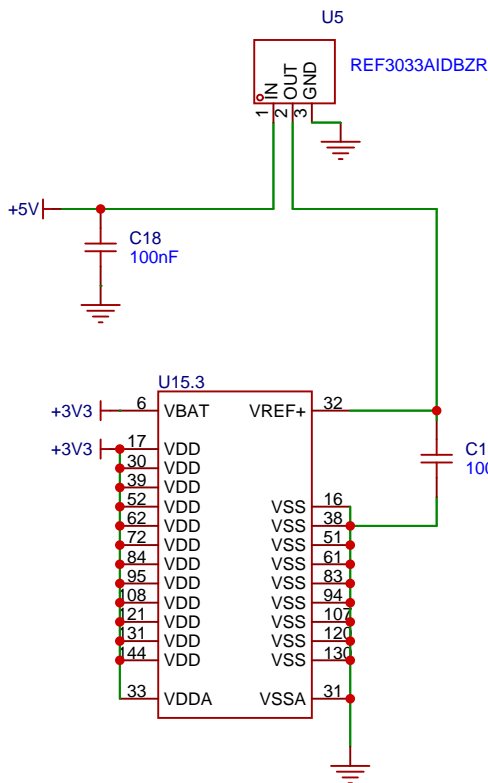 U5
REF3033AIDBZR
IN
OUT
GND
1
2
3
+5V
C18
100nF
U15.3
+3V3 6 VBAT VREF+ 32
+3V3 17 VDD
30 VDD
39 VDD
52 VDD VSS 16
62 VDD VSS 38
72 VDD VSS 51
84 VDD VSS 61
95 VDD VSS 83
108 VDD VSS 94
121 VDD VSS 107
131 VDD VSS 120
144 VDD VSS 130
33 VDDA VSSA 31